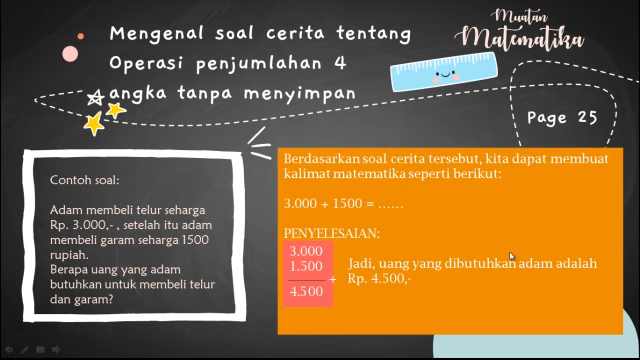 Mengenal soal cerita tentang
Operasi penjumlahan 4
angka tanpa menyimpan
Muatan
Matematika
Page 25
Contoh soal:
Adam membeli telur seharga
Rp. 3.000,- , setelah itu adam
membeli garam seharga 1500
rupiah.
Berapa uang yang adam
butuhkan untuk membeli telur
dan garam?
Berdasarkan soal cerita tersebut, kita dapat membuat
kalimat matematika seperti berikut:
3.000 + 1500 = ……
PENYELESAIAN:
3.000
1.500
+
4.500
Jadi, uang yang dibutuhkan adam adalah
Rp. 4.500,-